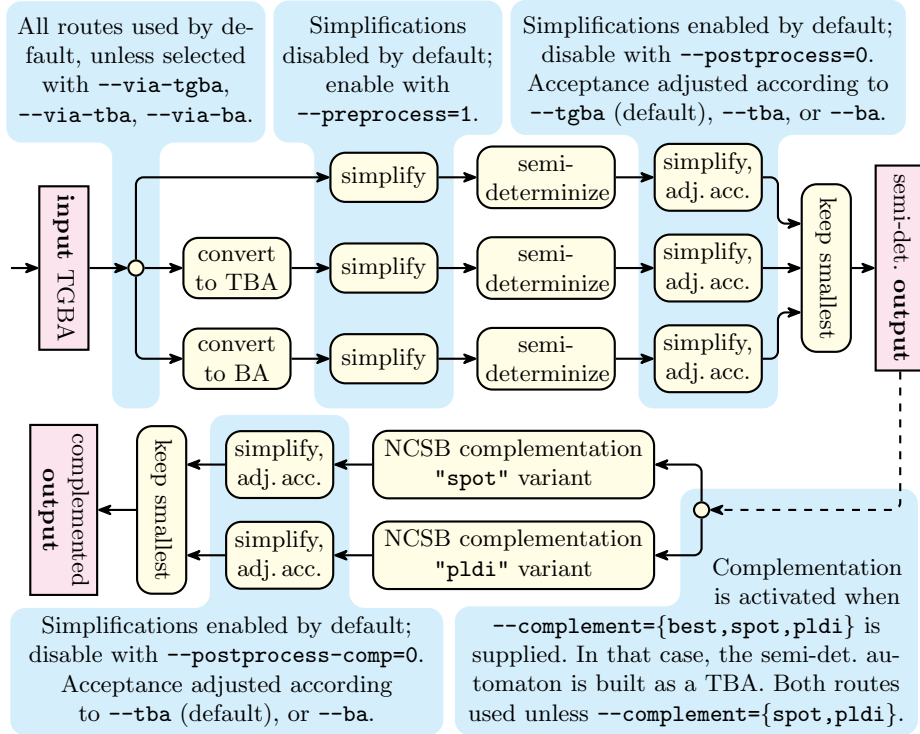 All routes used by de-
fault, unless selected
with --via-tgba,
--via-tba, --via-ba.
Simplifications
disabled by default;
enable with
--preprocess=1.
Simplifications enabled by default;
disable with --postprocess=0.
Acceptance adjusted according to
--tgba (default), --tba, or --ba.
input TGBA
simplify
semi-
determinize
simplify,
adj. acc.
convert
to TBA
simplify
semi-
determinize
simplify,
adj. acc.
convert
to BA
simplify
semi-
determinize
simplify,
adj. acc.
keep smallest
semi-det. output
complemented
output
keep smallest
simplify,
adj. acc.
NCSB complementation
"spot" variant
simplify,
adj. acc.
NCSB complementation
"pldi" variant
Simplifications enabled by default;
disable with --postprocess-comp=0.
Acceptance adjusted according
to --tba (default), or --ba.
Complementation
is activated when
--complement={best,spot,pldi} is
supplied. In that case, the semi-det. au-
tomaton is built as a TBA. Both routes
used unless --complement={spot,pldi}.